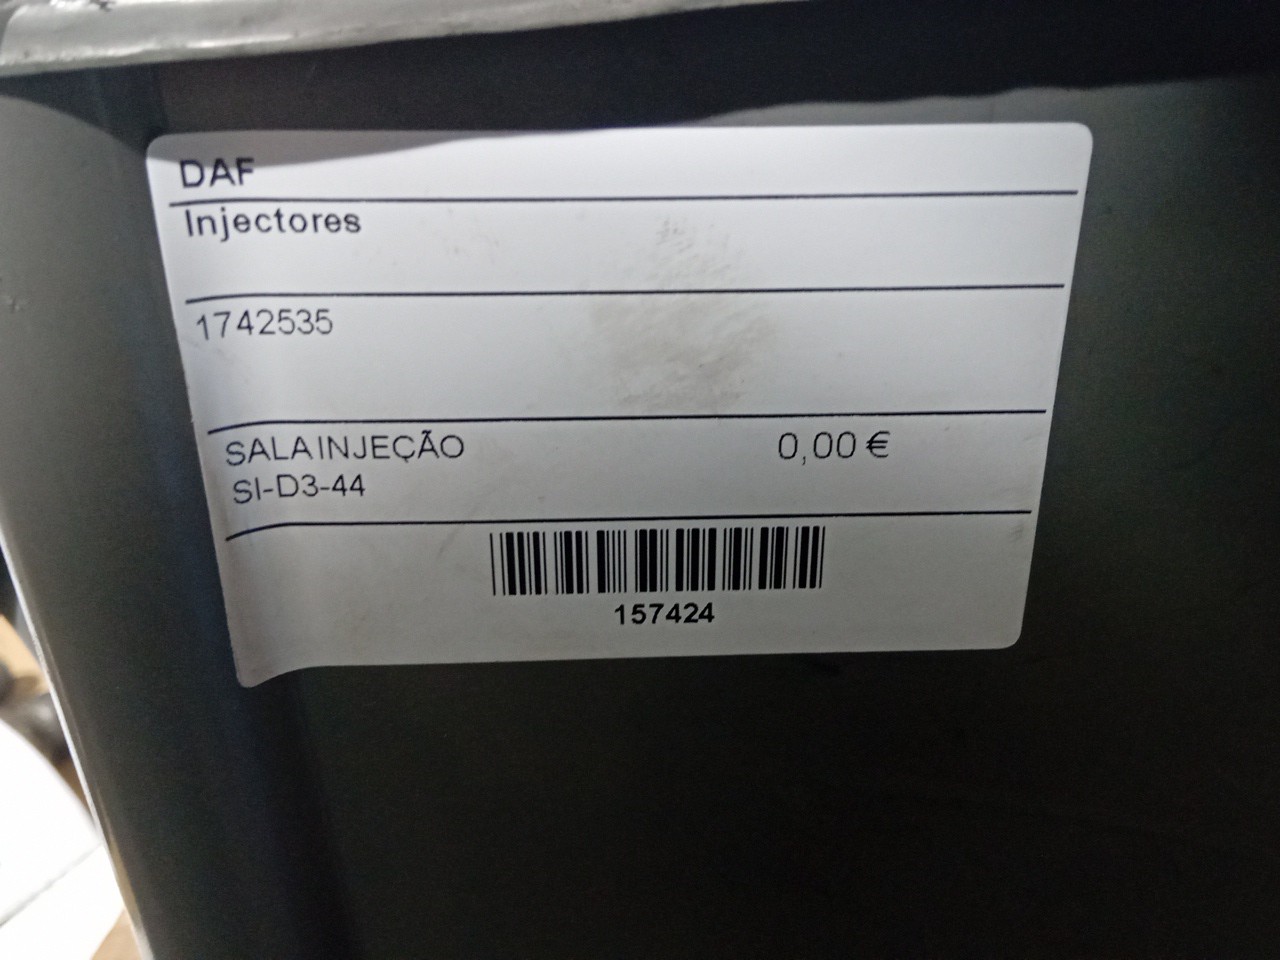 DAF
Injectores
1742535
SALA INJEÇÃO 0,00 €
SI-D3-44
157424